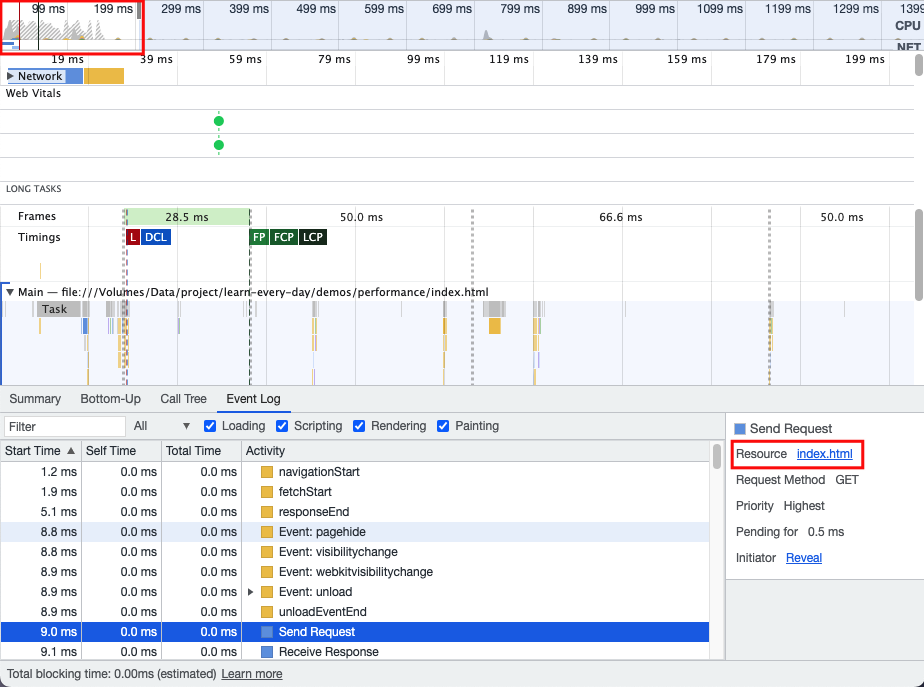 99 ms 199 ms 299 ms 399 ms 499 ms 599 ms 699 ms 799 ms 899 ms 999 ms 1099 ms 1199 ms 1299 ms 1399
CPU
NET
19 ms 39 ms 59 ms 79 ms 99 ms 119 ms 139 ms 159 ms 179 ms 199 ms
Network
Web Vitals
LONG TASKS
Frames 28.5 ms 50.0 ms 66.6 ms 50.0 ms
Timings L DCL FP FCP LCP
Main — file:///Volumes/Data/project/learn-every-day/demos/performance/index.html
Task
Summary Bottom-Up Call Tree Event Log
Filter All Loading Scripting Rendering Painting
Start Time Self Time Total Time Activity
1.2 ms 0.0 ms 0.0 ms navigationStart
1.9 ms 0.0 ms 0.0 ms fetchStart
5.1 ms 0.0 ms 0.0 ms responseEnd
8.8 ms 0.0 ms 0.0 ms Event: pagehide
8.8 ms 0.0 ms 0.0 ms Event: visibilitychange
8.9 ms 0.0 ms 0.0 ms Event: webkitvisibilitychange
8.9 ms 0.0 ms 0.0 ms Event: unload
8.9 ms 0.0 ms 0.0 ms unloadEventEnd
9.0 ms 0.0 ms 0.0 ms Send Request
9.1 ms 0.0 ms 0.0 ms Receive Response
Send Request
Resource index.html
Request Method GET
Priority Highest
Pending for 0.5 ms
Initiator Reveal
Total blocking time: 0.00ms (estimated) Learn more